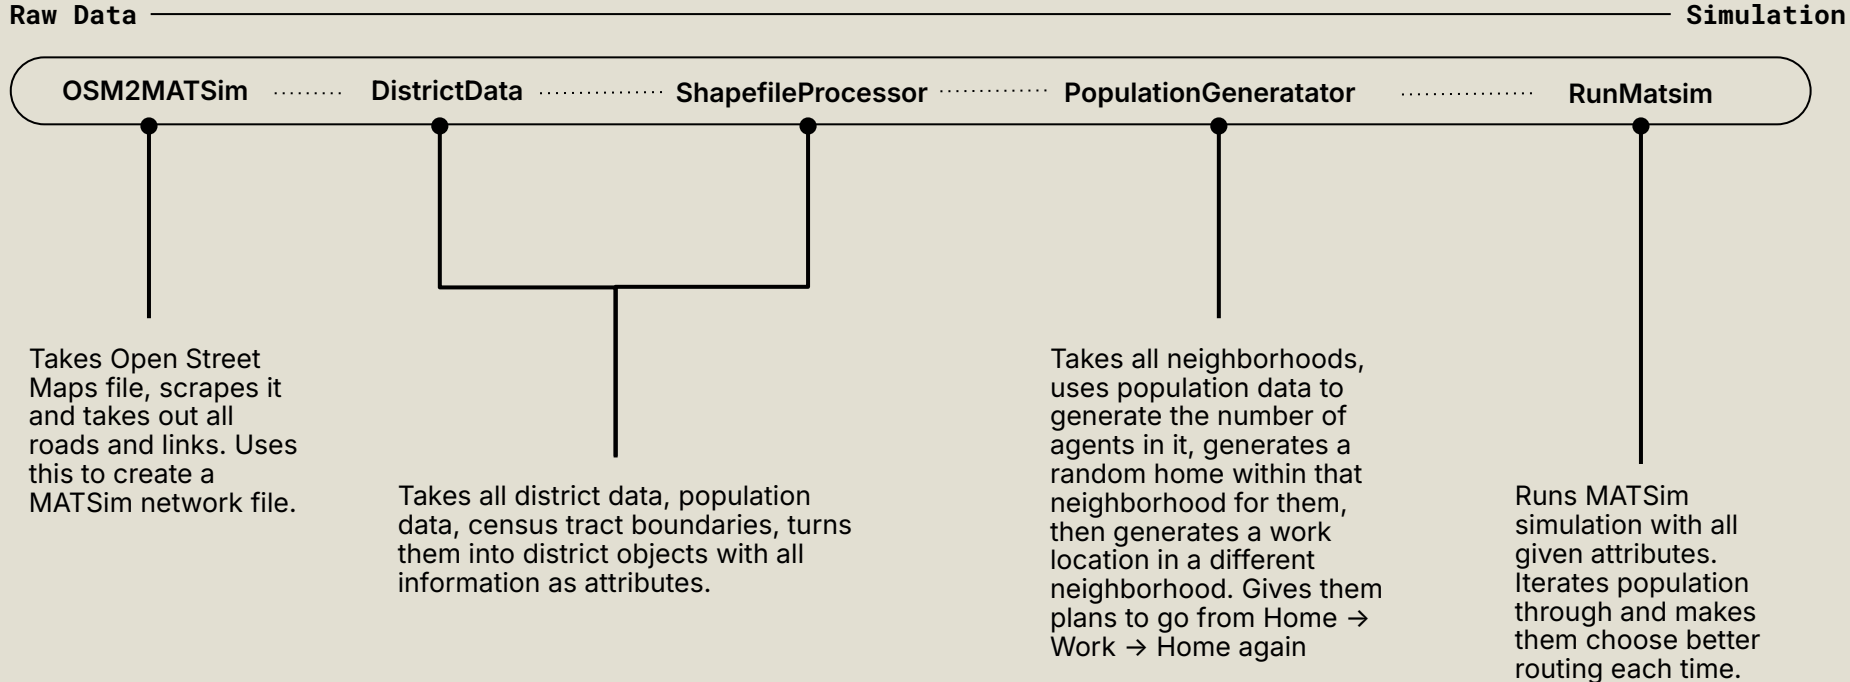 Raw Data
Simulation
OSM2MATSim
DistrictData
ShapefileProcessor
PopulationGeneratator
RunMatsim
Takes Open Street
Maps file, scrapes it
and takes out all
roads and links. Uses
this to create a
MATSim network file.
Takes all district data, population
data, census tract boundaries, turns
them into district objects with all
information as attributes.
Takes all neighborhoods,
uses population data to
generate the number of
agents in it, generates a
random home within that
neighborhood for them,
then generates a work
location in a different
neighborhood. Gives them
plans to go from Home →
Work → Home again
Runs MATSim
simulation with all
given attributes.
Iterates population
through and makes
them choose better
routing each time.